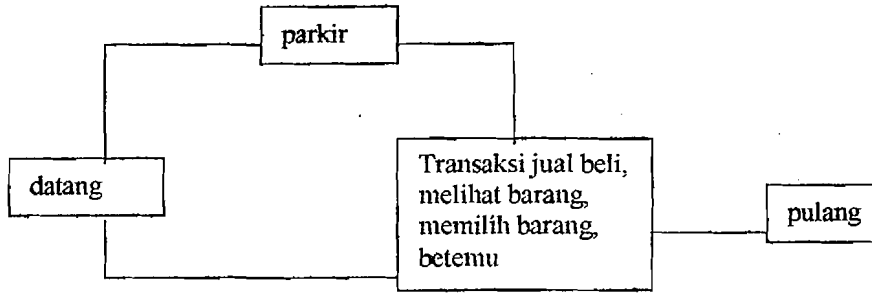 parkir
datang
Transaksi jual beli,
melihat barang,
memilih barang,
betemu
pulang